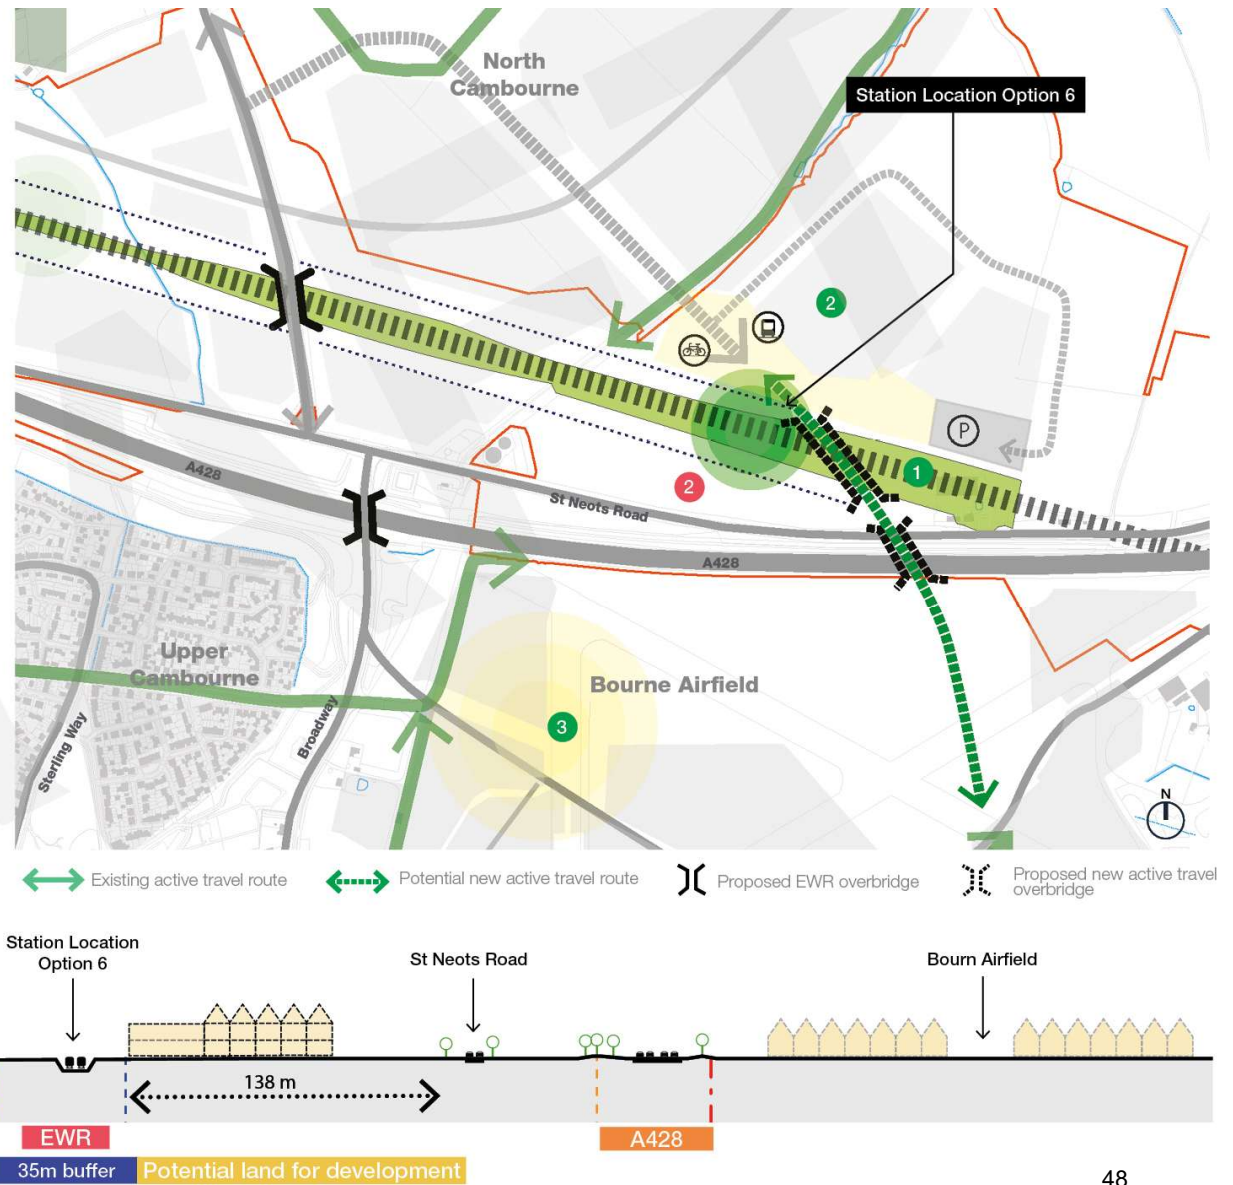 North
Cambourne
Station Location Option 6
2
P
1
2
A428
St Neots Road
A428
Upper
Cambourne
Bourne Airfield
3
Sterling Way
Broadway
N
Existing active travel route
Potential new active travel route
Proposed EWR overbridge
Proposed new active travel
overbridge
Station Location
Option 6
St Neots Road
Bourn Airfield
138 m
EWR
A428
35m buffer
Potential land for development
48